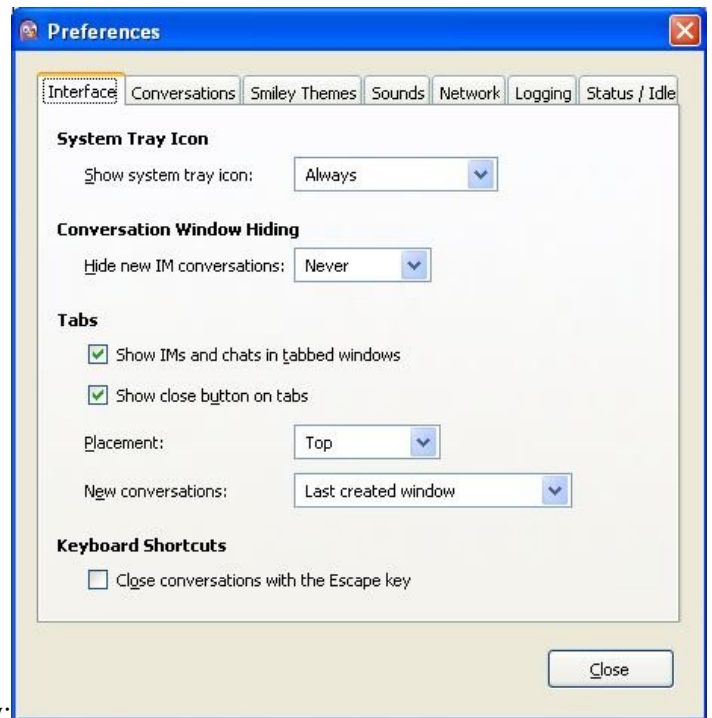 Preferences
Interface Conversations Smiley Themes Sounds Network Logging Status / Idle
System Tray Icon
Show system tray icon: Always
Conversation Window Hiding
Hide new IM conversations: Never
Tabs
Show IMs and chats in tabbed windows
Show close button on tabs
Placement: Top
New conversations: Last created window
Keyboard Shortcuts
Close conversations with the Escape key
Close